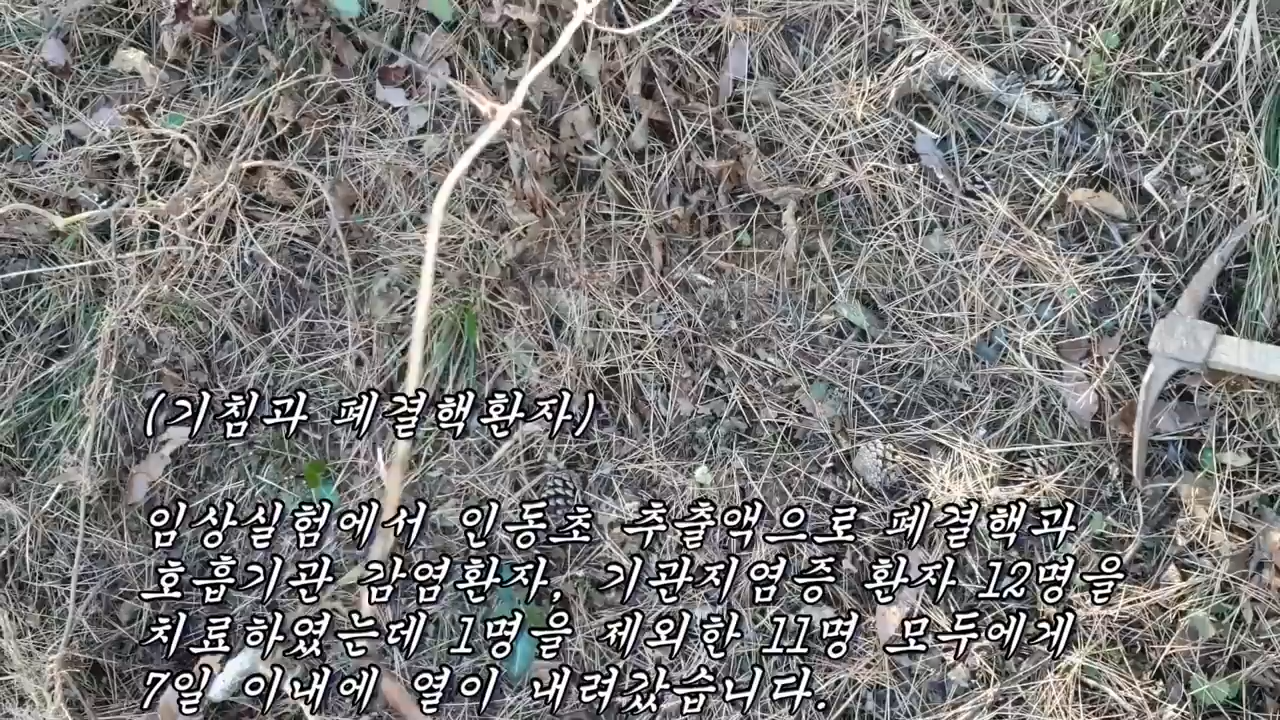 (기침과 폐결핵환자)
임상실험에서 인동초 추출액으로 폐결핵과
호흡기관 감염환자, 기관지염증 환자 12명을
치료하였는데 1명을 제외한 11명 모두에게
7일 이내에 열이 내려갔습니다.